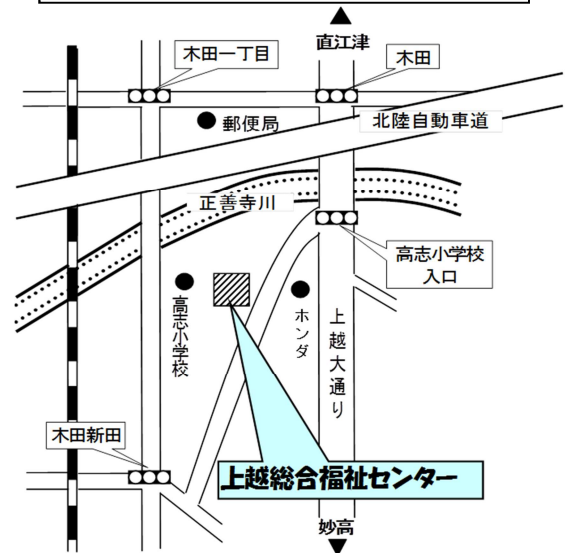 直江津
木田一丁目
木田
郵便局
北陸自動車道
正善寺川
高志小学校
入口
高志小学校
ホンダ
上越大通り
木田新田
上越総合福祉センター
妙高